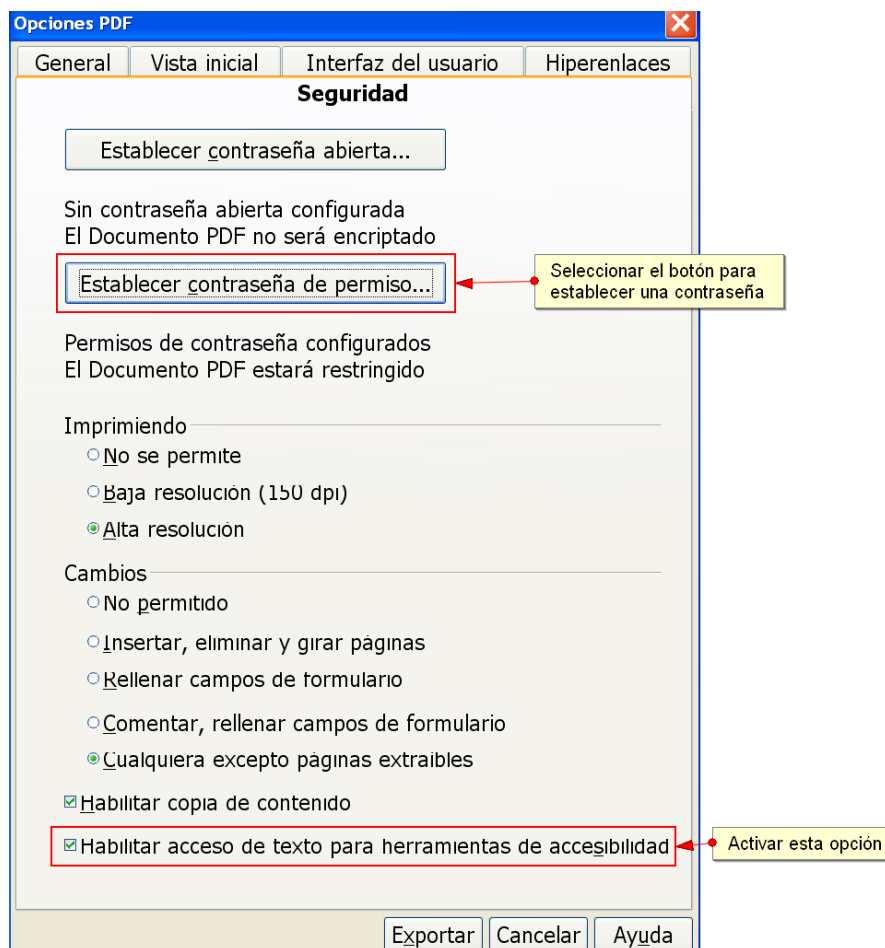 Opciones PDF
General Vista inicial Interfaz del usuario Hiperenlaces
Seguridad
Establecer contraseña abierta...
Sin contraseña abierta configurada
El Documento PDF no será encriptado
Establecer contraseña de permiso...
Seleccionar el botón para
establecer una contraseña
Permisos de contraseña configurados
El Documento PDF estará restringido
Imprimiendo
No se permite
Baja resolución (150 dpi)
Alta resolución
Cambios
No permitido
Insertar, eliminar y girar páginas
Rellenar campos de formulario
Comentar, rellenar campos de formulario
Cualquiera excepto páginas extraíbles
Habilitar copia de contenido
Habilitar acceso de texto para herramientas de accesibilidad
Activar esta opción
Exportar Cancelar Ayuda